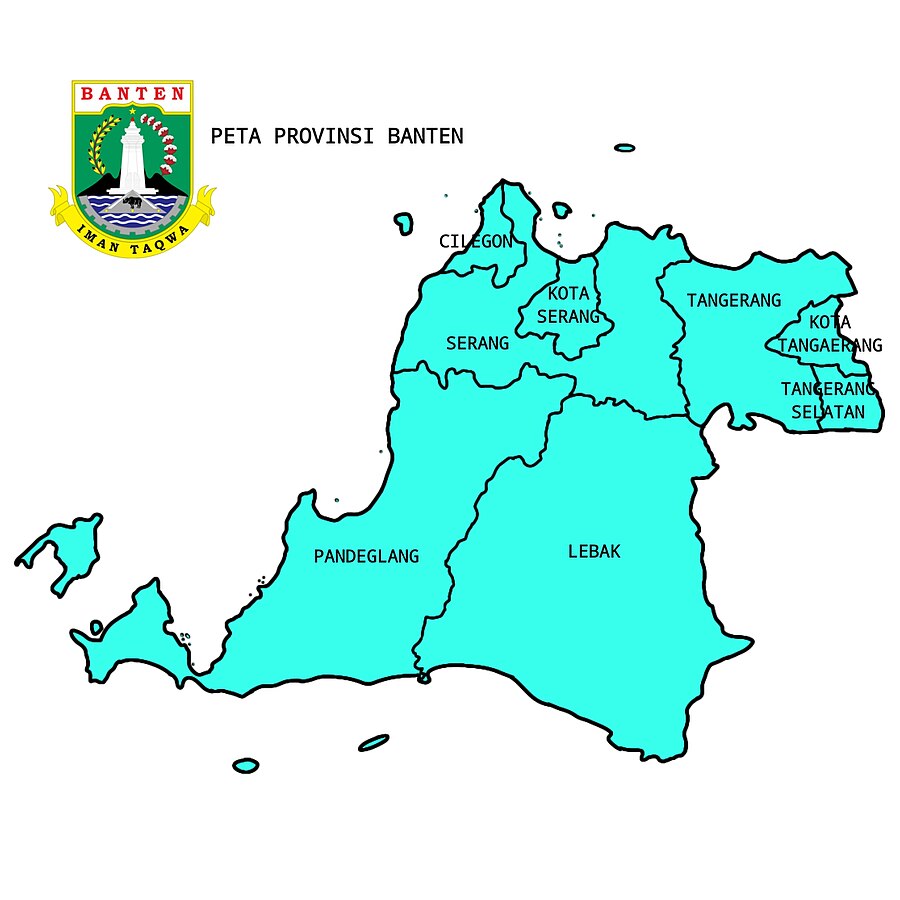 BANTEN
IMAN TAQWA
PETA PROVINSI BANTEN
CILEGON
KOTA
SERANG
SERANG
TANGERANG
KOTA
TANGAERANG
TANGERANG
SELATAN
PANDEGLANG
LEBAK